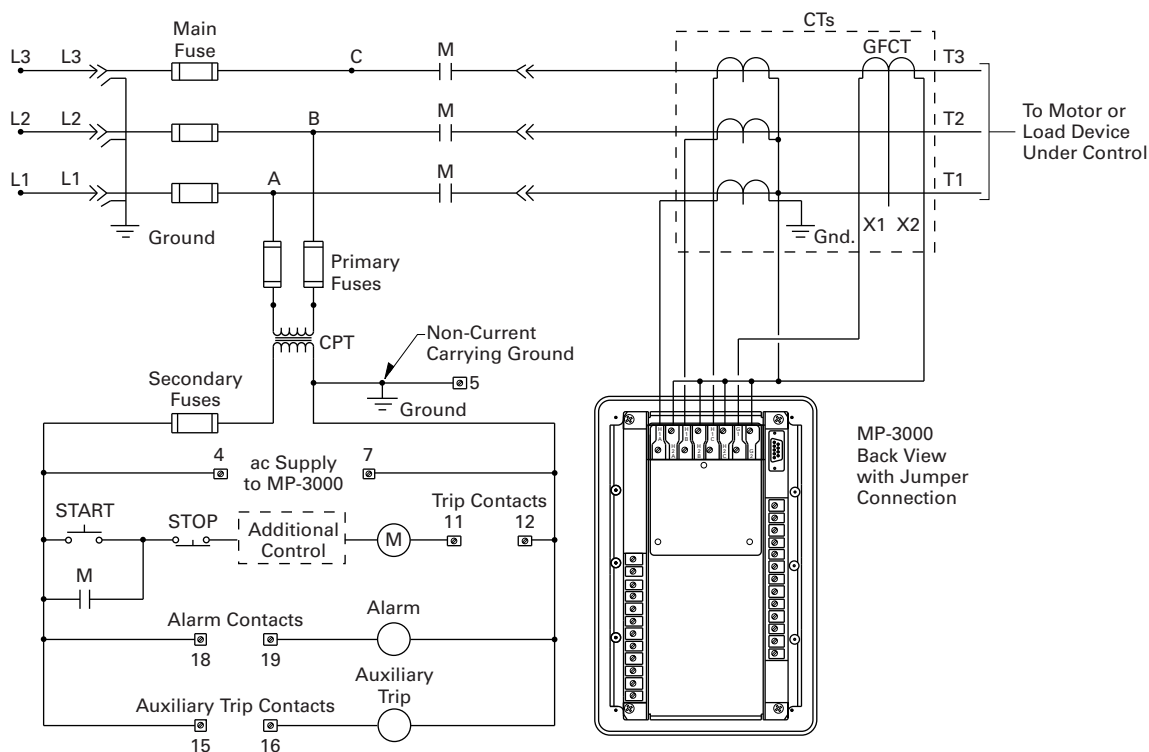 CTs
Main
Fuse
L3 L3 C M GFCT T3
L2 L2 B M T2
To Motor or
Load Device
Under Control
L1 L1 A M T1
Ground
Gnd. X1 X2
Primary
Fuses
CPT
Non-Current
Carrying Ground
5
Ground
Secondary
Fuses
MP-3000
Back View
with Jumper
Connection
4 ac Supply 7
to MP-3000
Trip Contacts
START STOP Additional 11 12
Control M
M
Alarm Contacts Alarm
18 19
Auxiliary
Trip
Auxiliary Trip Contacts
15 16